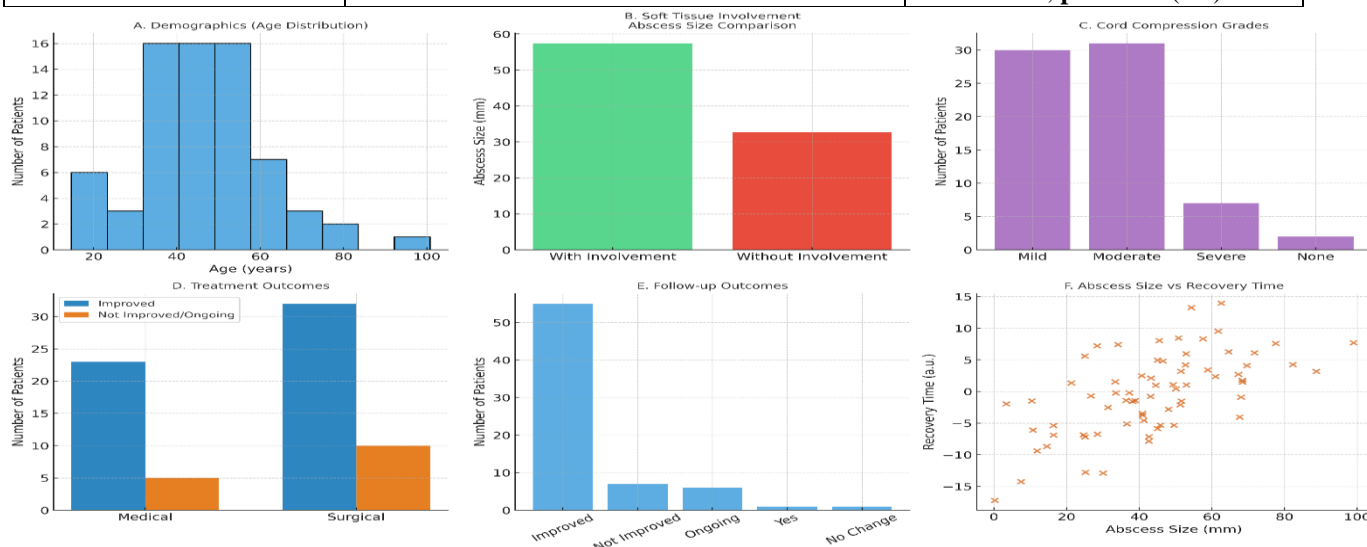 A. Demographics (Age Distribution)
16
14
12
10
8
6
4
2
0
Number of Patients
20
40
60
80
100
Age (years)
B. Soft Tissue Involvement
Abscess Size Comparison
60
50
40
30
20
10
0
Abscess Size (mm)
With Involvement
Without Involvement
C. Cord Compression Grades
30
25
20
15
10
5
0
Number of Patients
Mild
Moderate
Severe
None
D. Treatment Outcomes
Improved
Not Improved/Ongoing
30
25
20
15
10
5
0
Number of Patients
Medical
Surgical
E. Follow-up Outcomes
50
40
30
20
10
0
Number of Patients
Improved
Not Improved
Ongoing
Yes
No Change
F. Abscess Size vs Recovery Time
15
10
5
0
−5
−10
−15
Recovery Time (a.u.)
0
20
40
80
100
Abscess Size (mm)